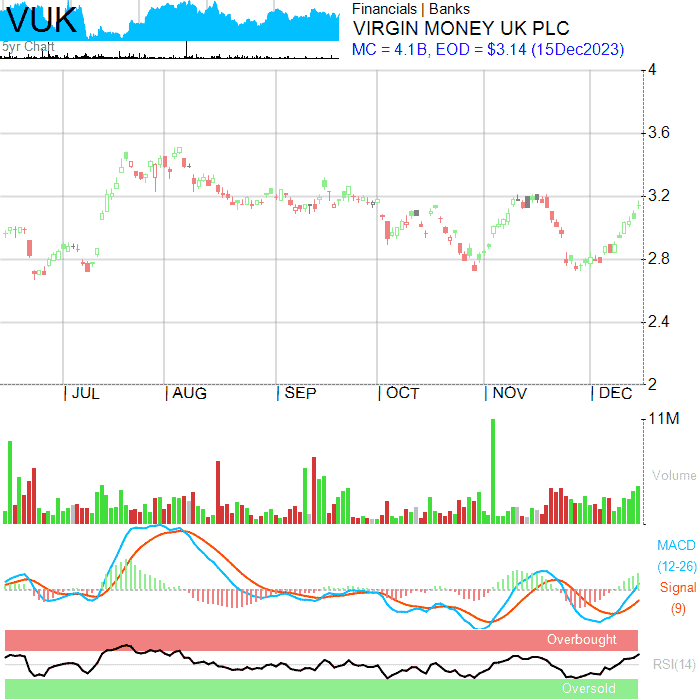 VUK
5yr Chart
Financials | Banks
VIRGIN MONEY UK PLC
MC = 4.1B, EOD = $3.14 (15Dec2023)
4
3.6
3.2
2.8
2.4
2
JUL
AUG
SEP
OCT
NOV
DEC
11M
Volume
MACD
(12-26)
Signal
(9)
Overbought
RSI(14)
Oversold